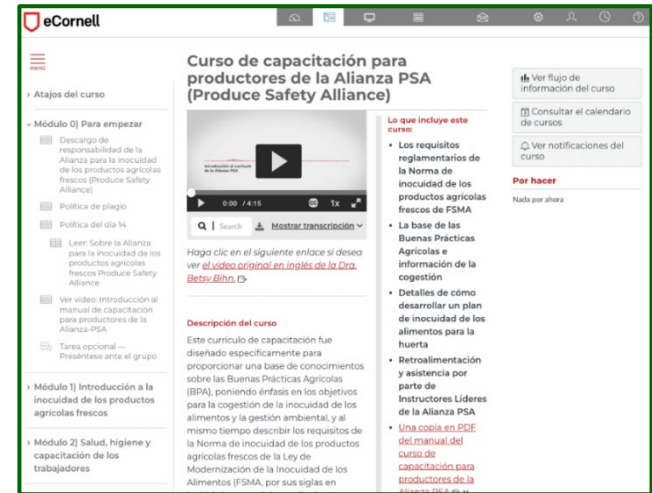 eCornell
menú
› Atajos del curso
Módulo 0) Para empezar
Descargo de
responsabilidad de la
Alianza para la inocuidad
de los productos agrícolas
frescos (Produce Safety
Alliance)
Política de plagio
Política del día 14
Leer: Sobre la Alianza
para la inocuidad de los
productos agrícolas
frescos Produce Safety
Alliance
Ver video: Introducción al
manual de capacitación
para productores de la
Alianza-PSA
Tarea opcional —
Preséntese ante el grupo
› Módulo 1) Introducción a la
inocuidad de los productos
agrícolas frescos
› Módulo 2) Salud, higiene y
capacitación de los
trabajadores
Curso de capacitación para
productores de la Alianza PSA
(Produce Safety Alliance)
0:00 / 4:15
CC
1x
Search
Mostrar transcripción
Haga clic en el siguiente enlace si desea
ver el video original en inglés de la Dra.
Betsy Bihn.
Descripción del curso
Este currículo de capacitación fue
diseñado específicamente para
proporcionar una base de conocimientos
sobre las Buenas Prácticas Agrícolas
(BPA), poniendo énfasis en los objetivos
para la cogestión de la inocuidad de los
alimentos y la gestión ambiental, y al
mismo tiempo describir los requisitos de
la Norma de inocuidad de los productos
agrícolas frescos de la Ley de
Modernización de la Inocuidad de los
Alimentos (FSMA, por sus siglas en
Lo que incluye este
curso:
• Los requisitos
reglamentarios de
la Norma de
inocuidad de los
productos agrícolas
frescos de FSMA
• La base de las
Buenas Prácticas
Agrícolas e
información de la
cogestión
• Detalles de cómo
desarrollar un plan
de inocuidad de los
alimentos para la
huerta
• Retroalimentación
y asistencia por
parte de
Instructores Líderes
de la Alianza PSA
• Una copia en PDF
del manual del
curso de
capacitación para
productores de la
Alianza PSA
Ver flujo de
información del curso
Consultar el calendario
de cursos
Ver notificaciones del
curso
Por hacer
Nada por ahora